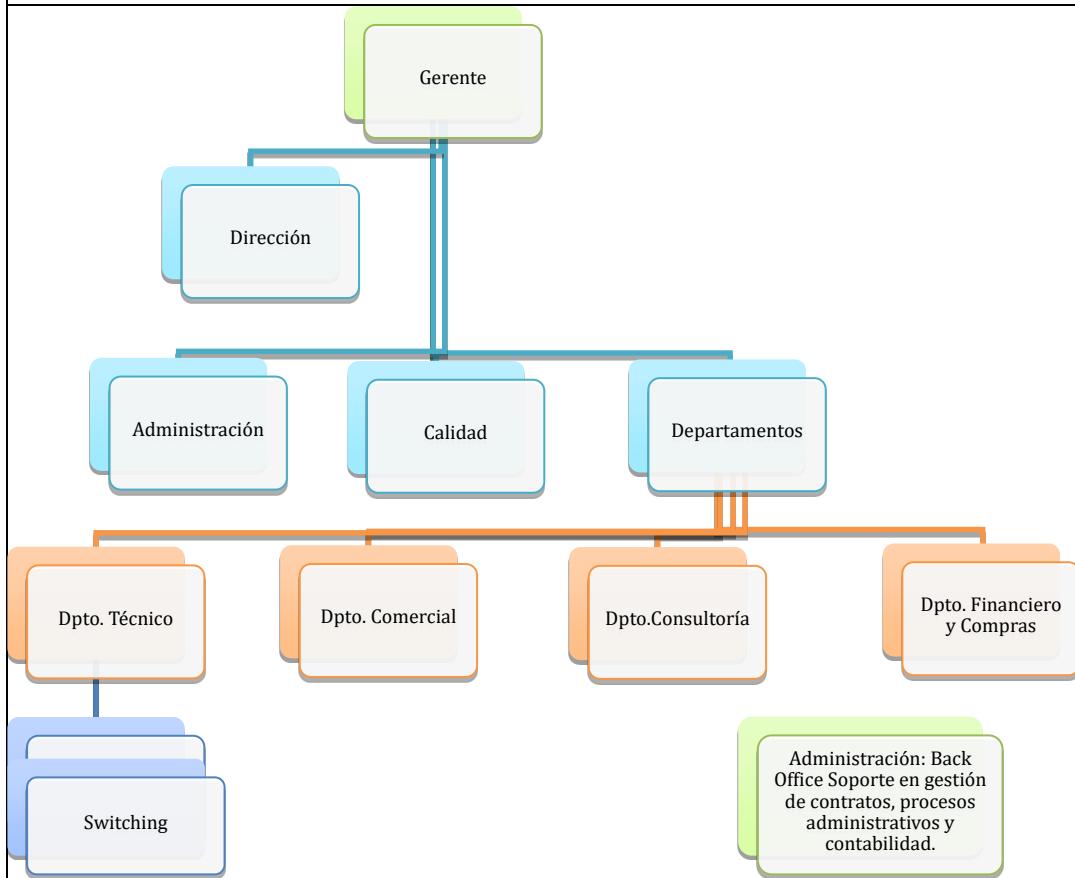 Gerente
Dirección
Administración
Calidad
Departamentos
Dpto. Técnico
Dpto. Comercial
Dpto.Consultoría
Dpto. Financiero
y Compras
Switching
Administración: Back
Office Soporte en gestión
de contratos, procesos
administrativos y
contabilidad.